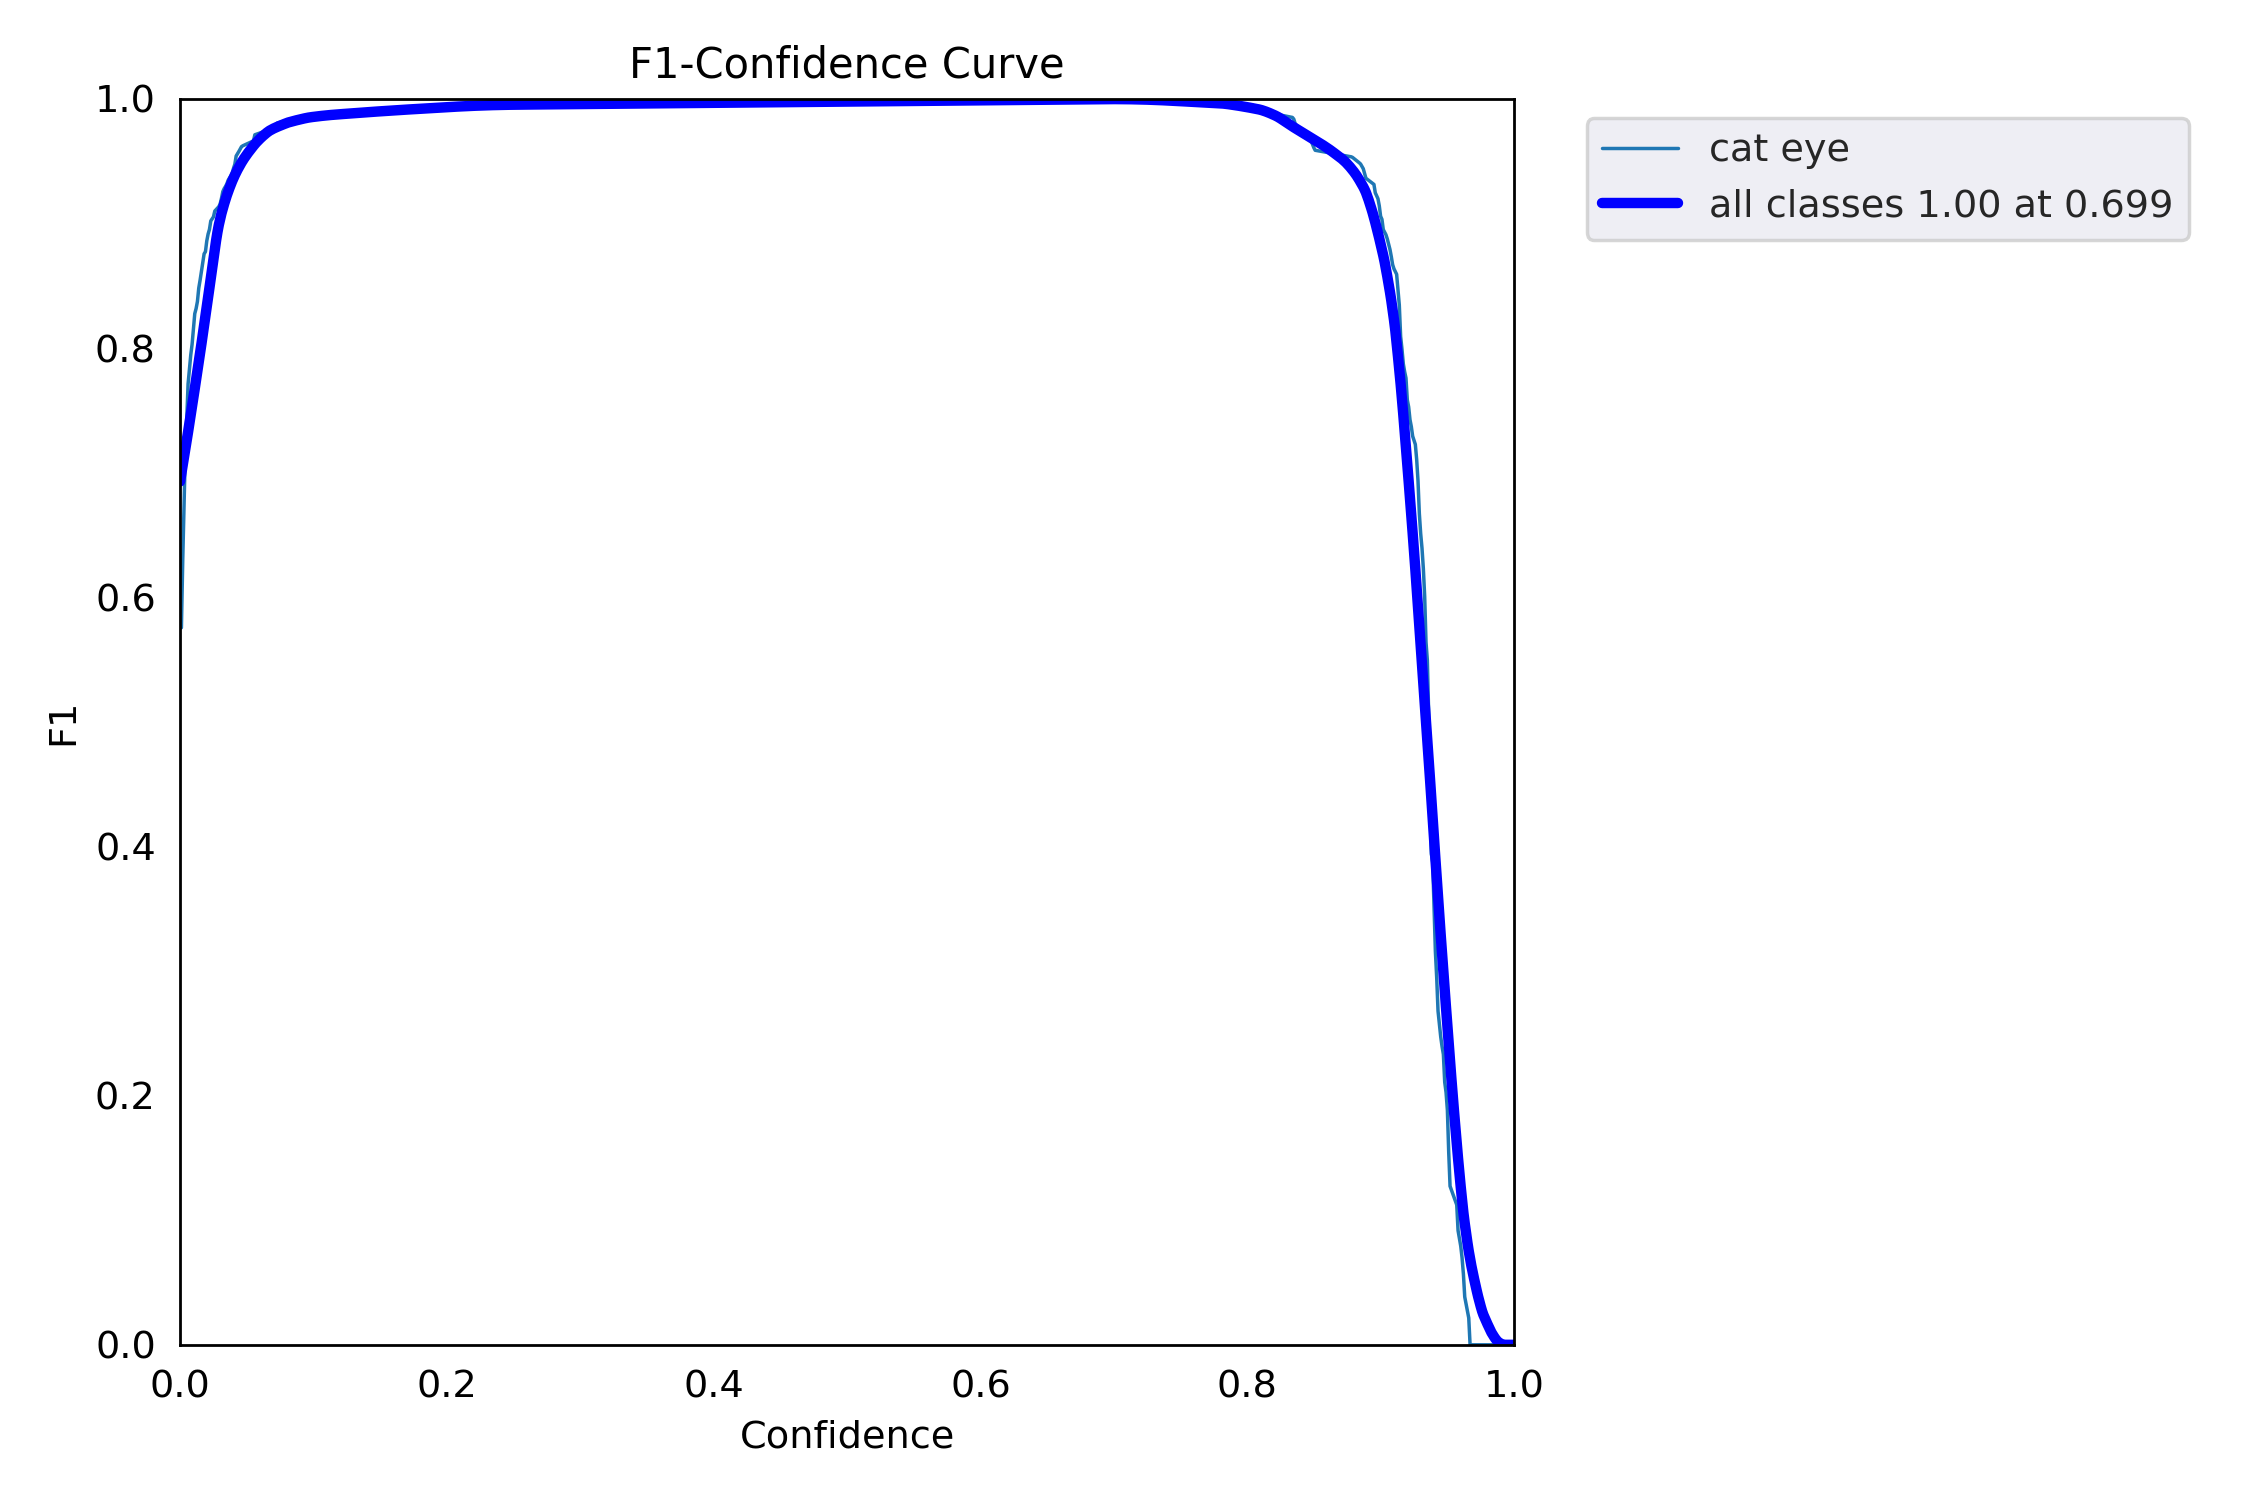 F1-Confidence Curve
1.0
0.8
0.6
0.4
0.2
0.0
F1
0.0 0.2 0.4 0.6 0.8 1.0
Confidence
cat eye
all classes 1.00 at 0.699